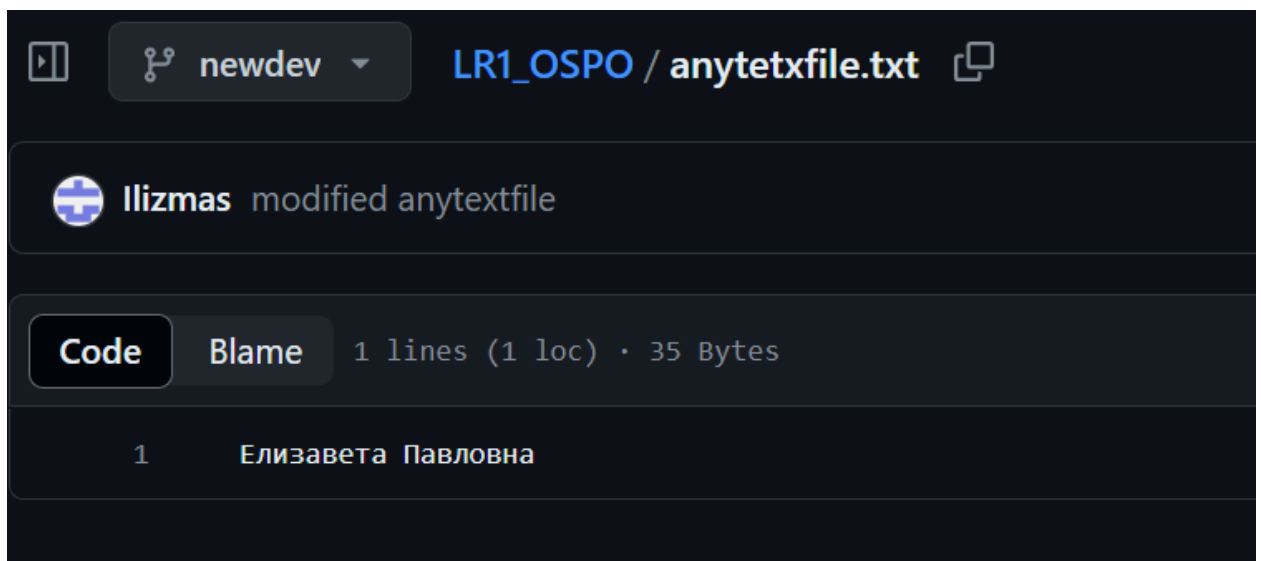 newdev LR1_OSPO / anytetxfile.txt
Ilizmas modified anytextfile
Code Blame 1 lines (1 loc) · 35 Bytes
1 Елизавета Павловна